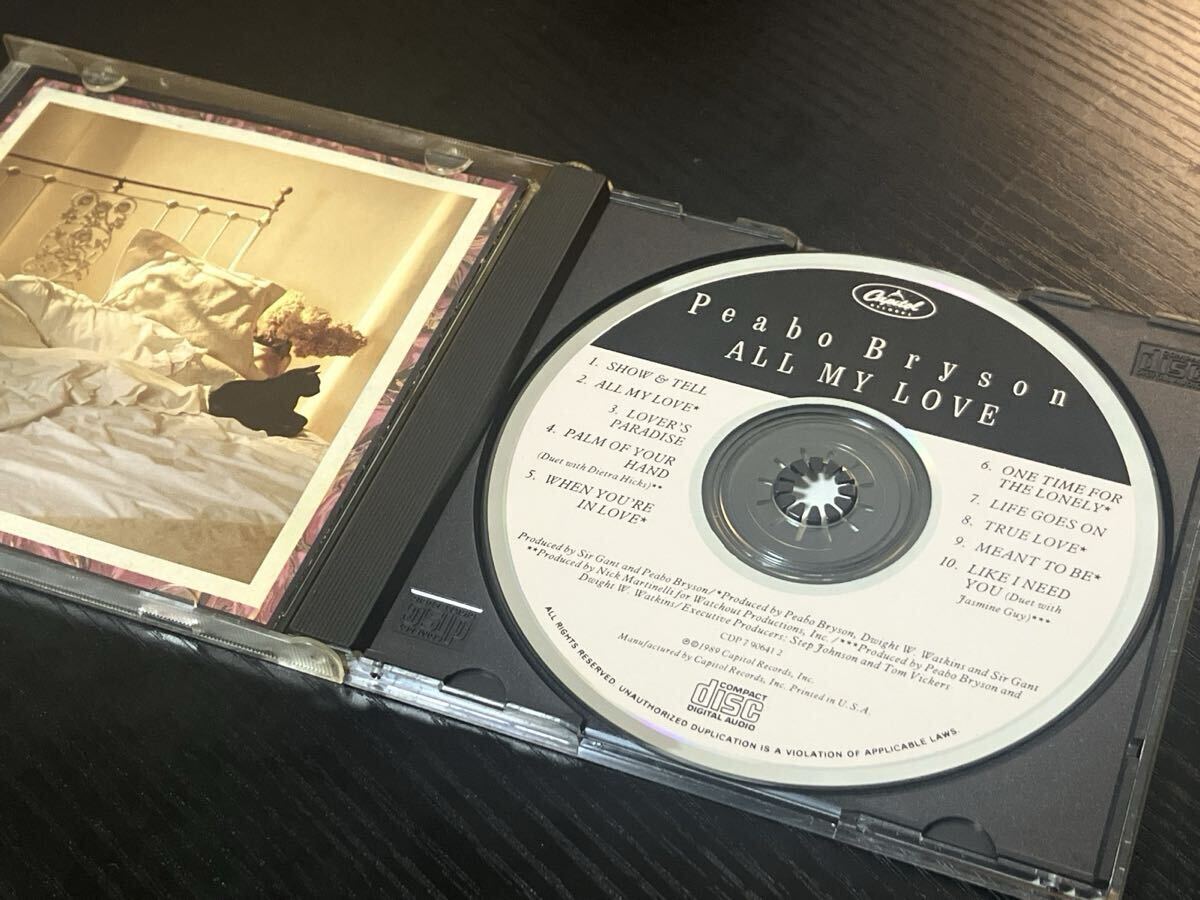 Capitol
RECORDS
Peabo Bryson
ALL MY LOVE
1. SHOW & TELL
2. ALL MY LOVE*
3. LOVER'S
PARADISE
4. PALM OF YOUR
HAND
(Duet with Dietra Hicks)**
5. WHEN YOU'RE
IN LOVE*
6. ONE TIME FOR
THE LONELY*
7. LIFE GOES ON
8. TRUE LOVE*
9. MEANT TO BE*
10. LIKE I NEED
YOU (Duet with
Jasmine Guy)***
Produced by Sir Gant and Peabo Bryson/*Produced by Peabo Bryson, Dwight W. Watkins and Sir Gant
**Produced by Nick Martinelli for Watchout Productions, Inc./***Produced by Peabo Bryson and
Dwight W. Watkins/Executive Producers: Step Johnson and Tom Vickers
CDP 7 90641 2
℗©1989 Capitol Records, Inc.
Manufactured by Capitol Records, Inc. Printed in U.S.A.
COMPACT
disc
DIGITAL AUDIO
ALL RIGHTS RESERVED. UNAUTHORIZED DUPLICATION IS A VIOLATION OF APPLICABLE LAWS.
COMPACT
disc